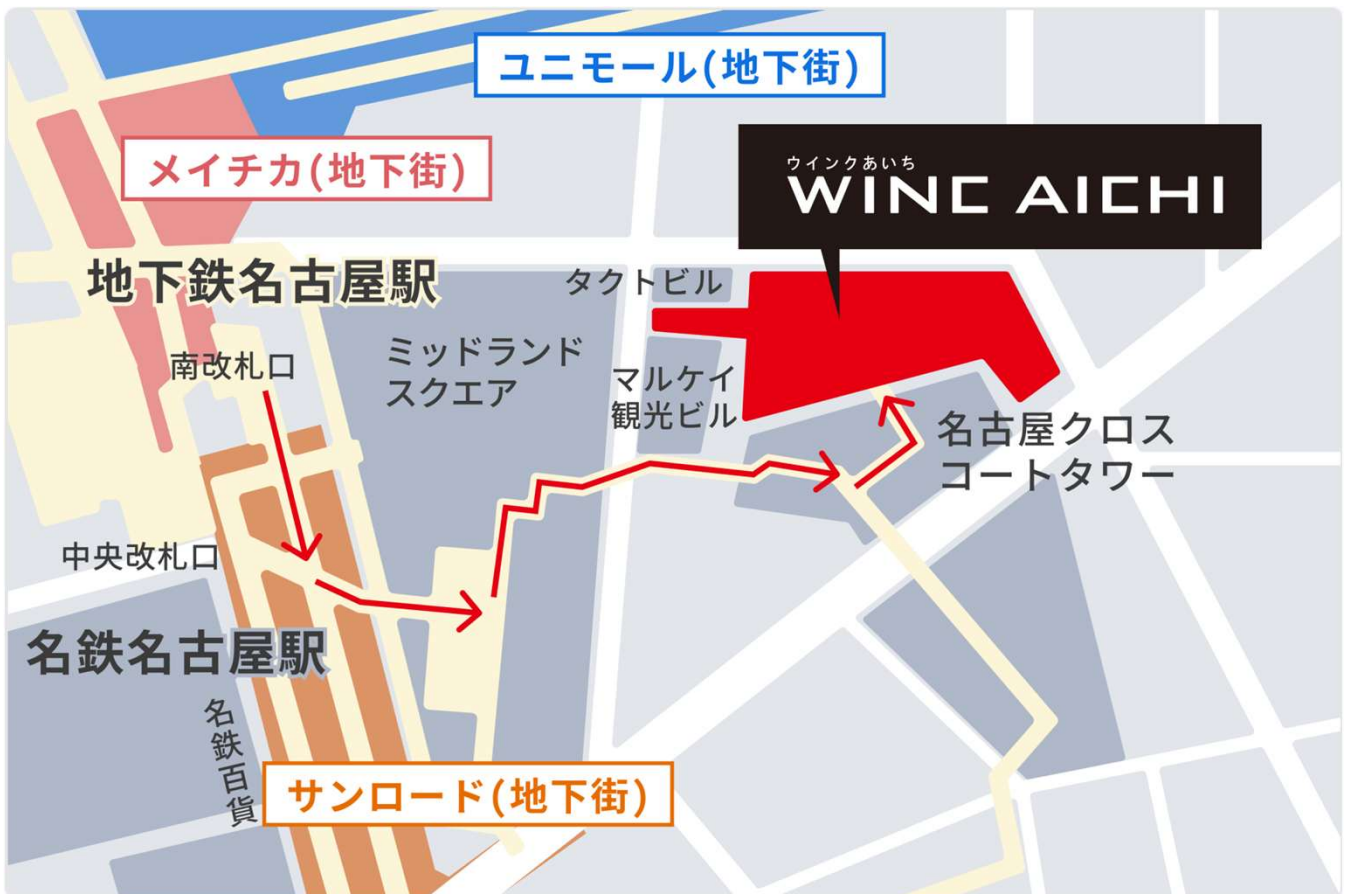 ユニモール(地下街)
メイチカ(地下街)
ウインクあいち
WINC AICHI
地下鉄名古屋駅
タクトビル
南改札口
ミッドランド
スクエア
マルケイ
観光ビル
名古屋クロス
コートタワー
中央改札口
名鉄名古屋駅
名鉄百貨
サンロード(地下街)